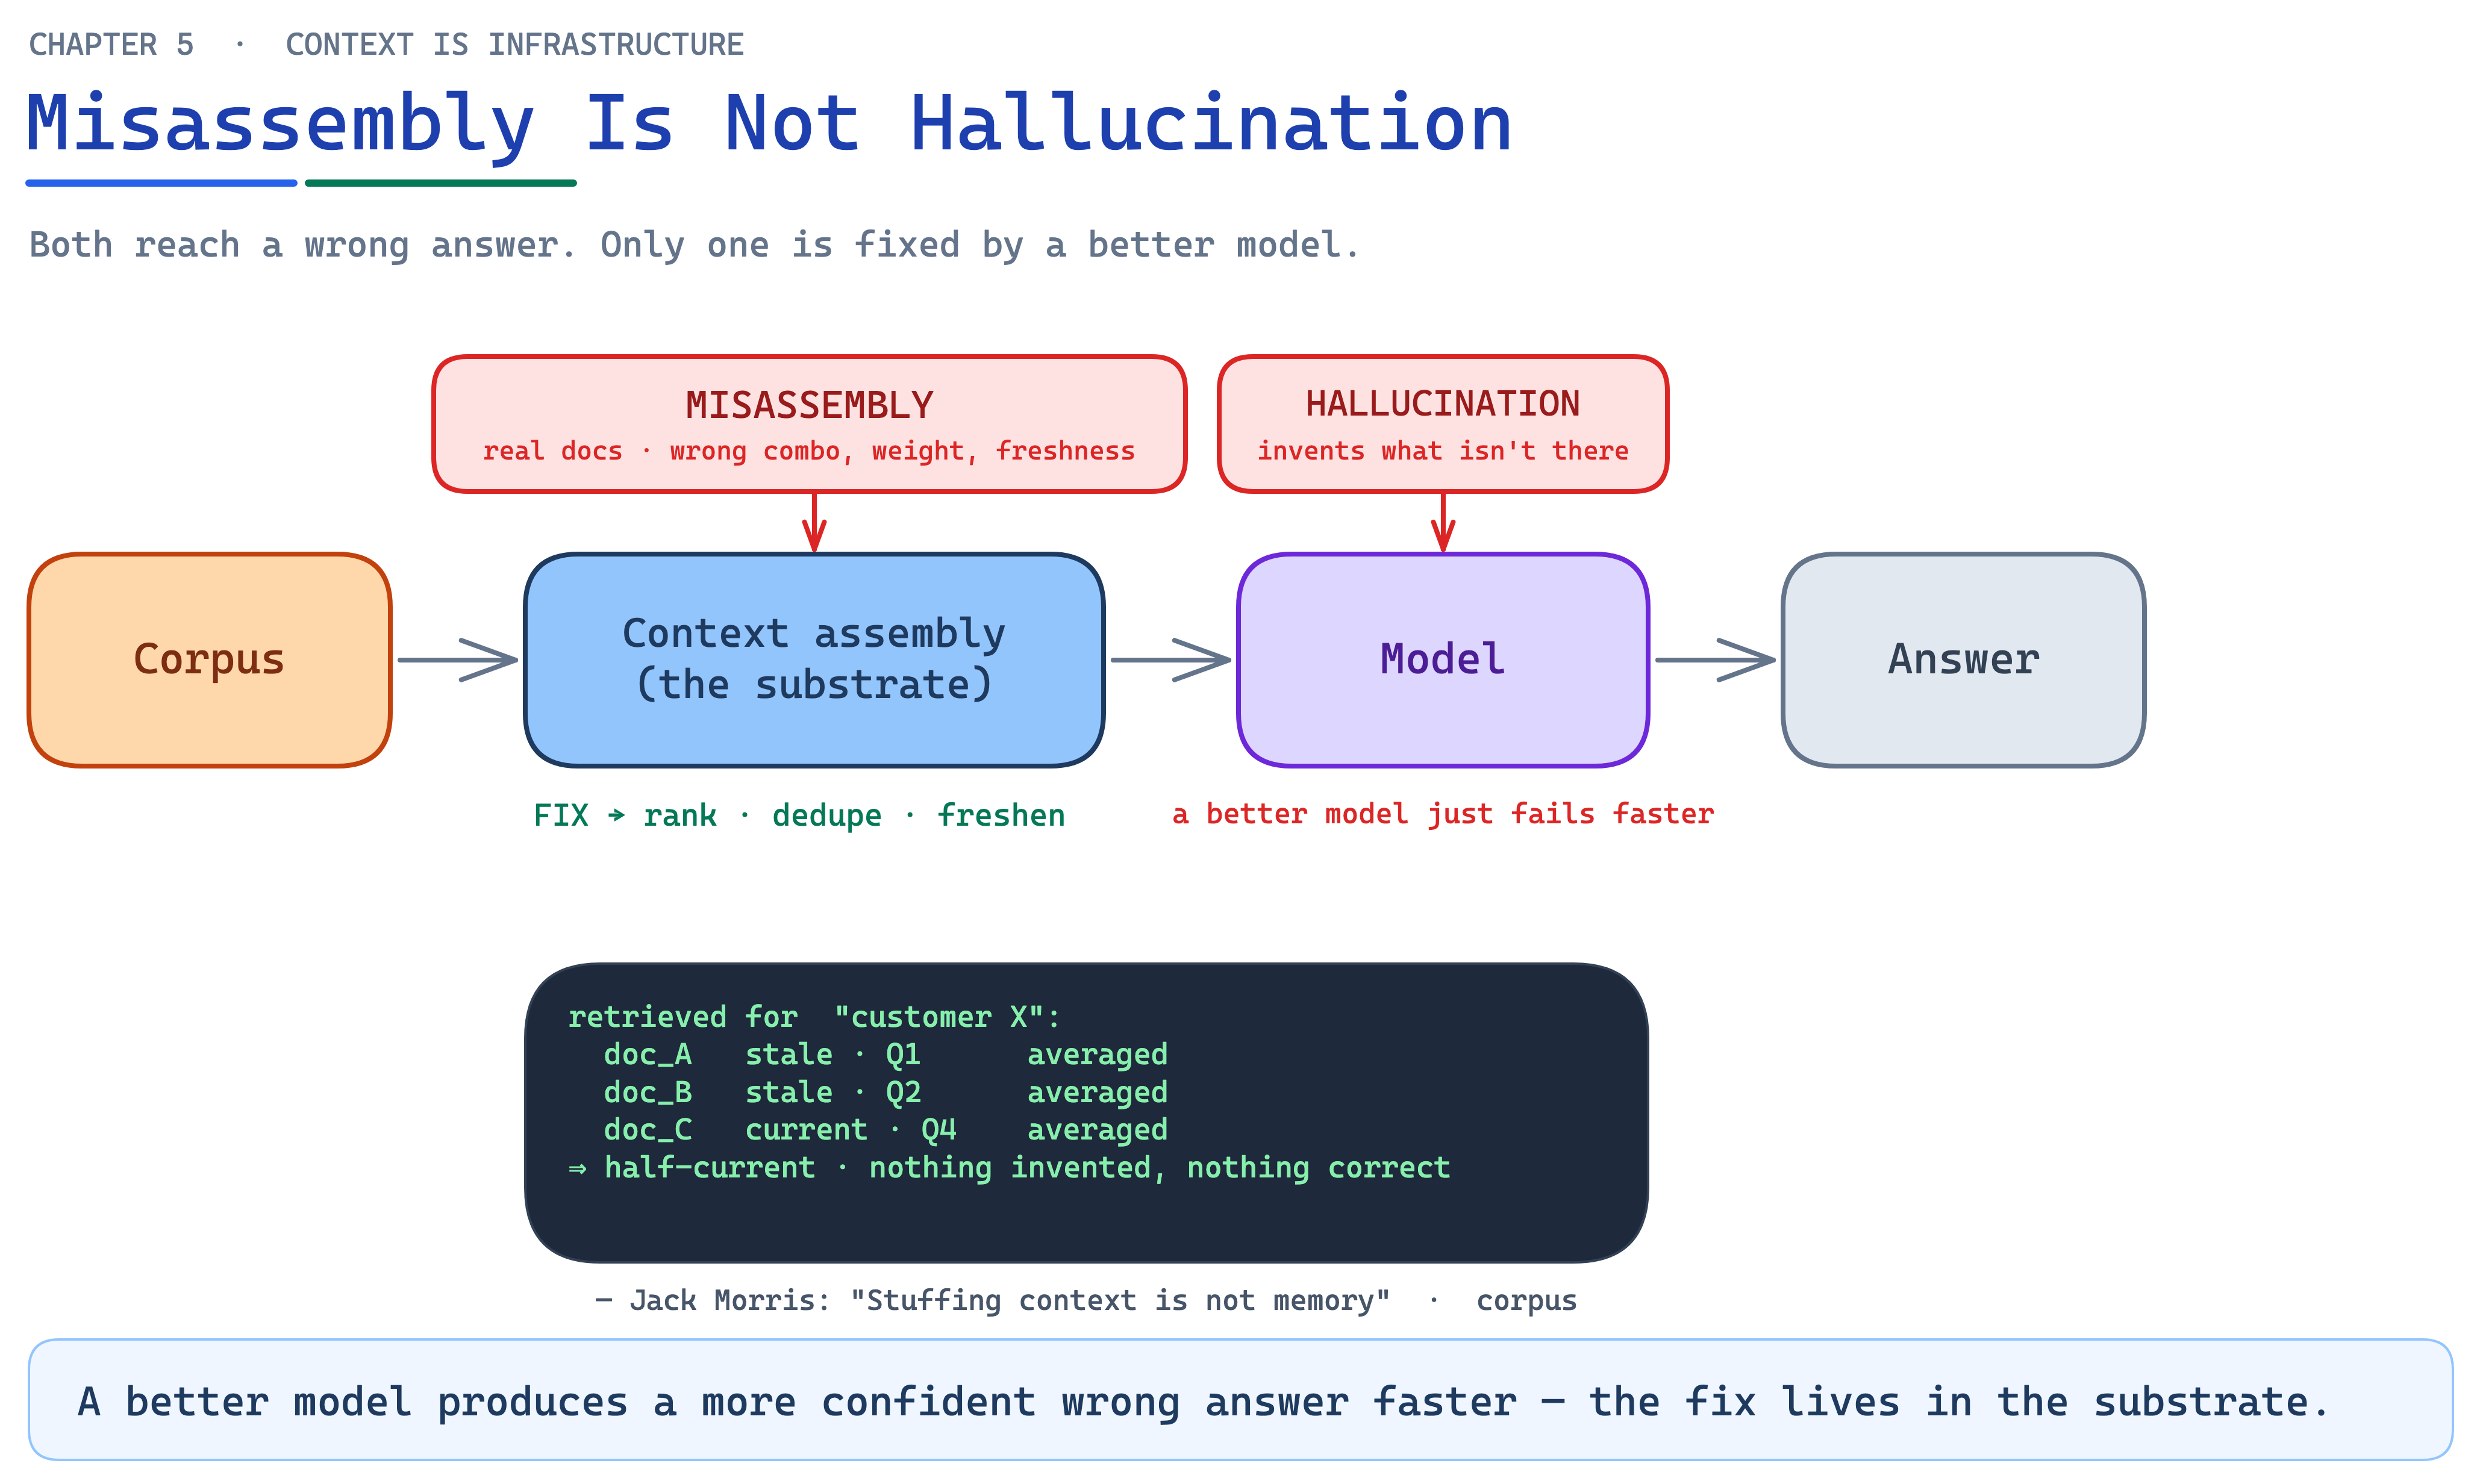 CHAPTER 5 · CONTEXT IS INFRASTRUCTURE
Misassembly Is Not Hallucination
Both reach a wrong answer. Only one is fixed by a better model.
MISASSEMBLY
real docs · wrong combo, weight, freshness
HALLUCINATION
invents what isn't there
Corpus
Context assembly
(the substrate)
Model
Answer
FIX → rank · dedupe · freshen
a better model just fails faster
retrieved for "customer X":
doc_A stale · Q1 averaged
doc_B stale · Q2 averaged
doc_C current · Q4 averaged
⇒ half-current · nothing invented, nothing correct
— Jack Morris: "Stuffing context is not memory" · corpus
A better model produces a more confident wrong answer faster — the fix lives in the substrate.